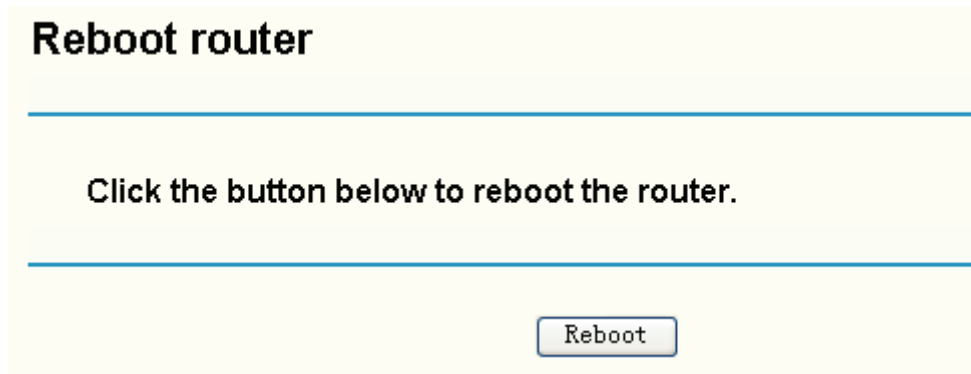 Reboot router
Click the button below to reboot the router.
Reboot